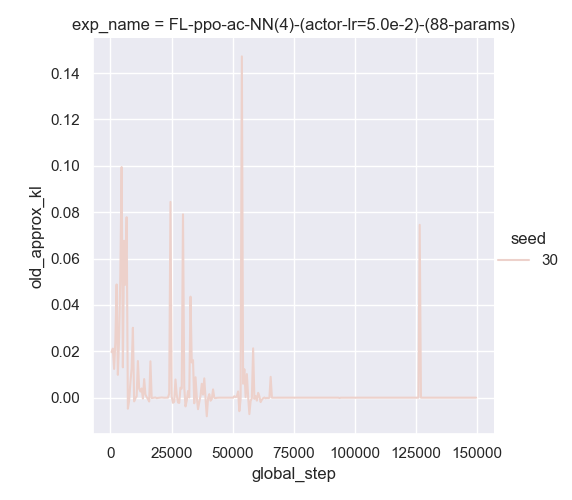 exp_name = FL-ppo-ac-NN(4)-(actor-lr=5.0e-2)-(88-params)
0.14
0.12
0.10
0.08
0.06
0.04
0.02
0.00
old_approx_kl
0 25000 50000 75000 100000 125000 150000
global_step
seed
30